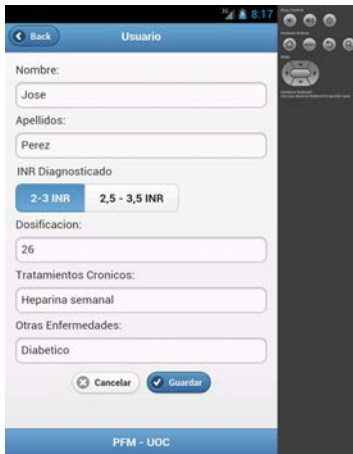 3G 8:17
Back Usuario
Nombre:
Jose
Apellidos:
Perez
INR Diagnosticado
2-3 INR 2,5 - 3,5 INR
Dosificacion:
26
Tratamientos Cronicos:
Heparina semanal
Otras Enfermedades:
Diabetico
Cancelar Guardar
PFM - UOC